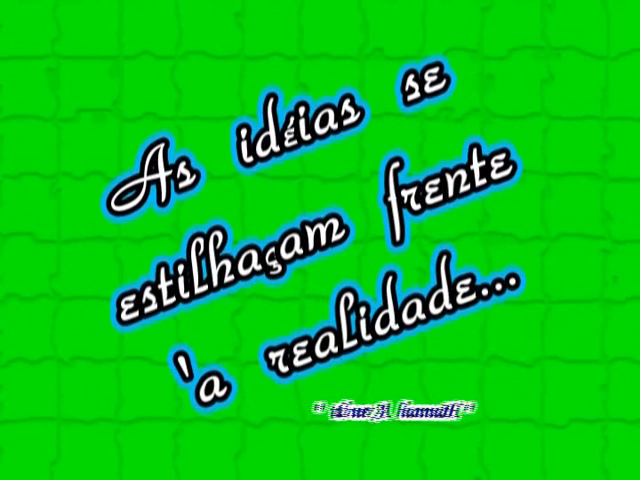 As idéias se
estilhaçam frente
'a realidade...